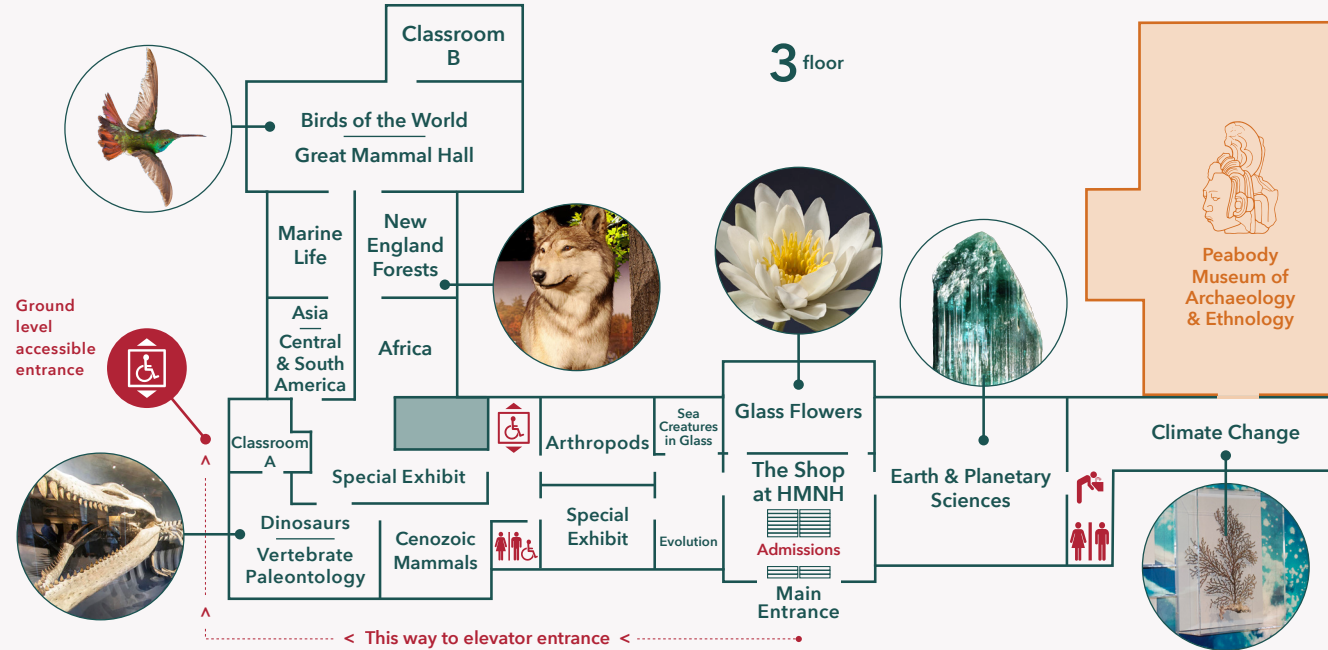 3 floor
Classroom
B
Birds of the World
Great Mammal Hall
Marine
Life
New
England
Forests
Asia
Central
& South
America
Africa
Ground
level
accessible
entrance
Classroom
A
Special Exhibit
Dinosaurs
Vertebrate
Paleontology
Cenozoic
Mammals
Arthropods
Sea
Creatures
in Glass
Special
Exhibit
Evolution
Glass Flowers
The Shop
at HMNH
Admissions
Main
Entrance
Earth & Planetary
Sciences
Climate Change
Peabody
Museum of
Archaeology
& Ethnology
< This way to elevator entrance <